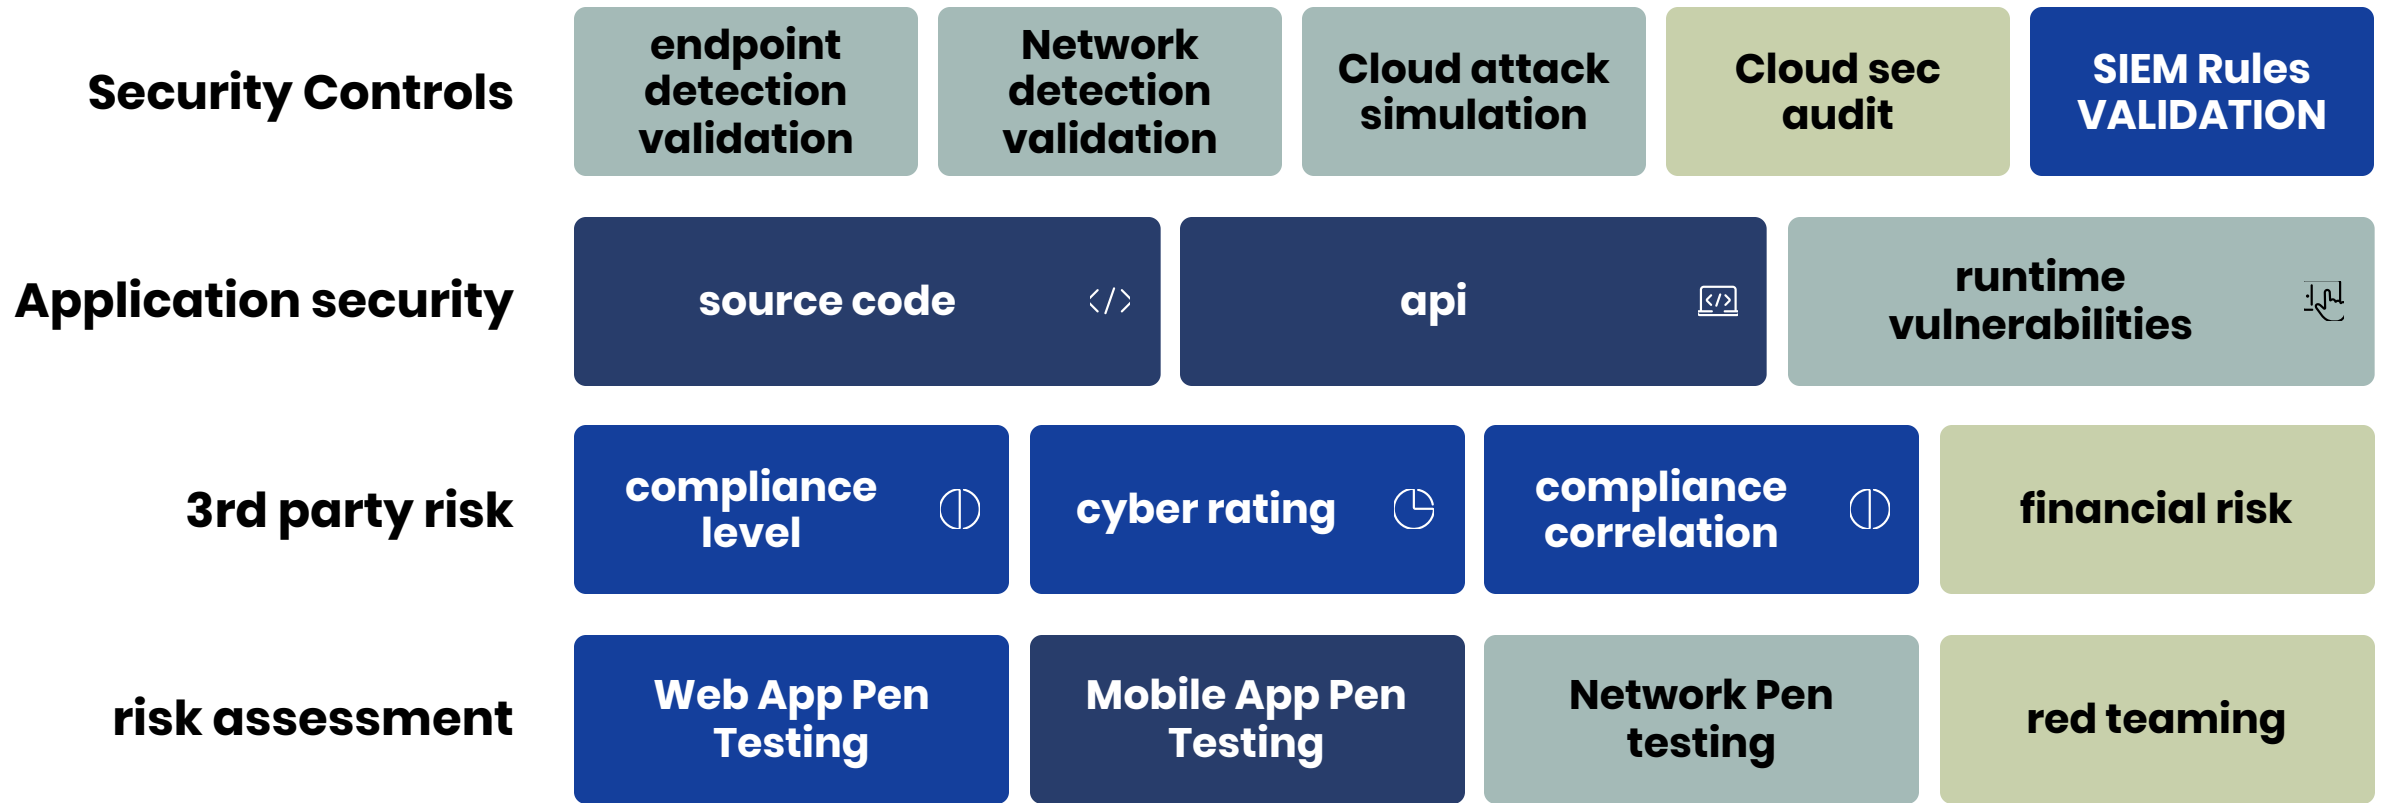 Security Controls
endpoint
detection
validation
Network
detection
validation
Cloud attack
simulation
Cloud sec
audit
SIEM Rules
VALIDATION
Application security
source code
api
runtime
vulnerabilities
3rd party risk
compliance
level
cyber rating
compliance
correlation
financial risk
risk assessment
Web App Pen
Testing
Mobile App Pen
Testing
Network Pen
testing
red teaming